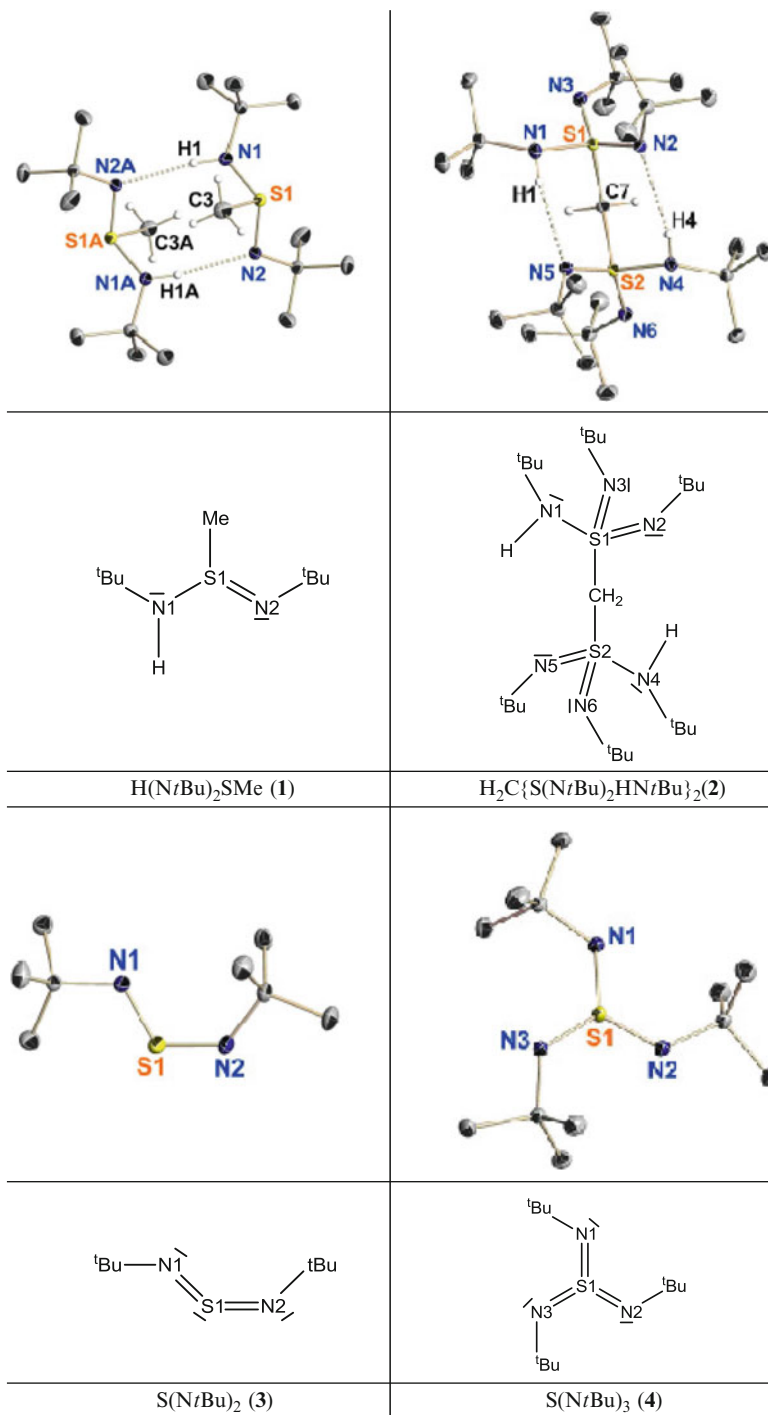 N3
S1
N2
N1
H1
N1
N2A
H1
C3
S1
C7
S1A
C3A
H4
N1A
H1A
N2
N5
S2
N4
N6
tBu
tBu
N3l
tBu
Me
N1
N2
S1
H
tBu
S1
tBu
CH2
N1
N2
H
S2
N5
N4
H
tBu
lN6
tBu
tBu
H(NtBu)2SMe (1)
H2C{S(NtBu)2HNtBu}2(2)
N1
N1
S1
N2
N3
S1
N2
tBu
N1
tBu
tBu
N1
S1
N2
S1
tBu
N3
N2
tBu
S(NtBu)2 (3)
S(NtBu)3 (4)